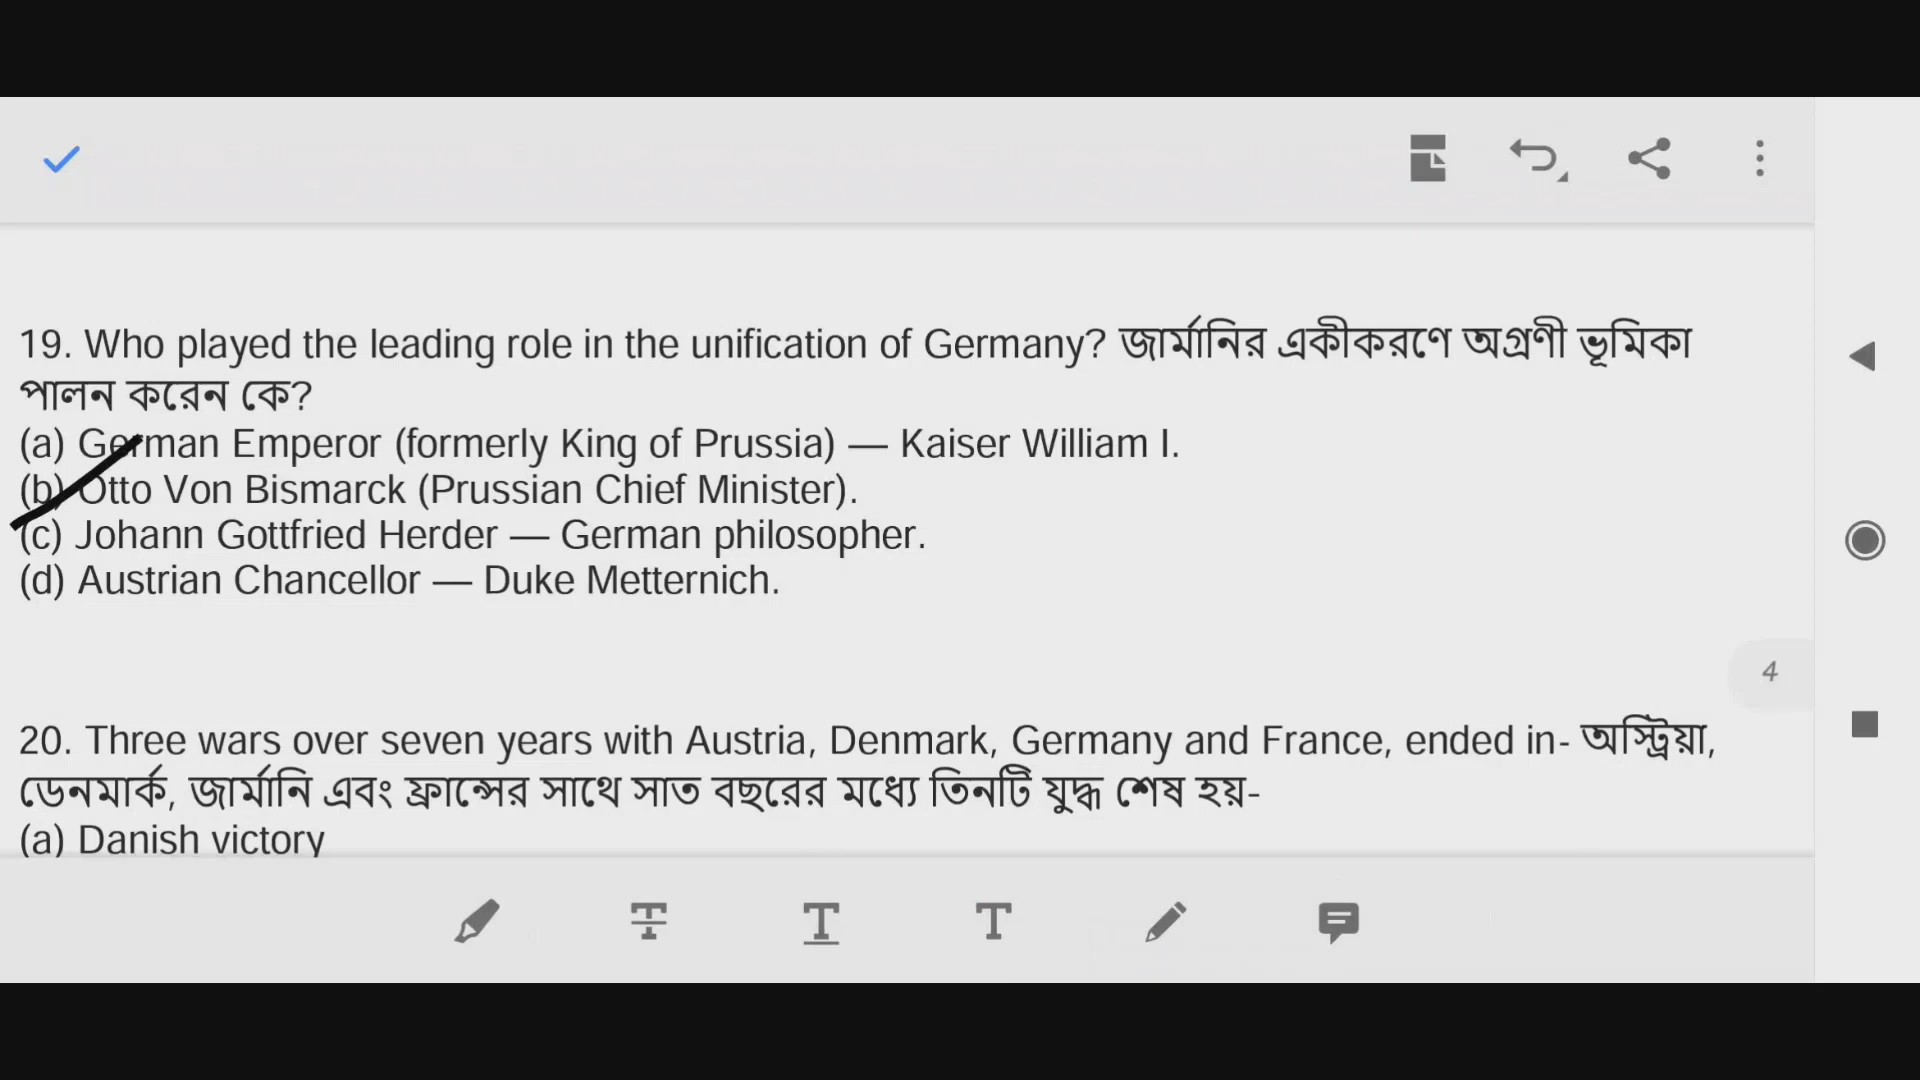 19. Who played the leading role in the unification of Germany? জার্মানির একীকরণে অগ্রণী ভূমিকা
পালন করেন কে?
(a) German Emperor (formerly King of Prussia) — Kaiser William I.
(b) Otto Von Bismarck (Prussian Chief Minister).
(c) Johann Gottfried Herder — German philosopher.
(d) Austrian Chancellor — Duke Metternich.
4
20. Three wars over seven years with Austria, Denmark, Germany and France, ended in- অস্ট্রিয়া,
ডেনমার্ক, জার্মানি এবং ফ্রান্সের সাথে সাত বছরের মধ্যে তিনটি যুদ্ধ শেষ হয়-
(a) Danish victory